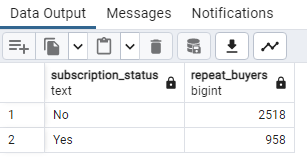 Data Output Messages Notifications
subscription_status repeat_buyers
text bigint
1 No 2518
2 Yes 958